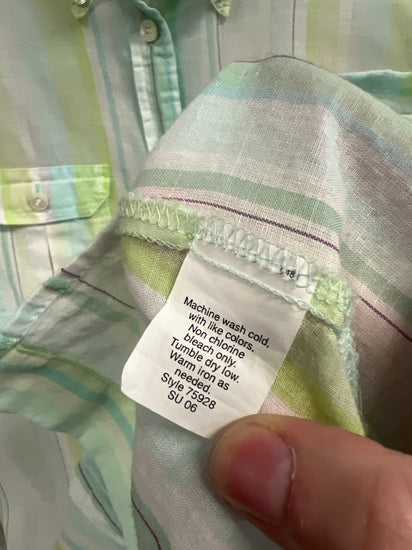 Machine wash cold.
with like colors.
Non chlorine
bleach only.
Tumble dry low.
Warm iron as
needed.
Style 75928
SU 06